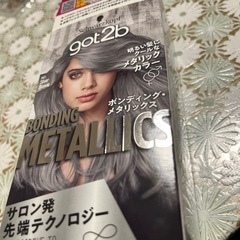 Schwarzkopf
got2b
明るい髪に
クールな
メタリック
カラー
ボンディング・
メタリックス
BONDING
METALLICS
サロン発
先端テクノロジー